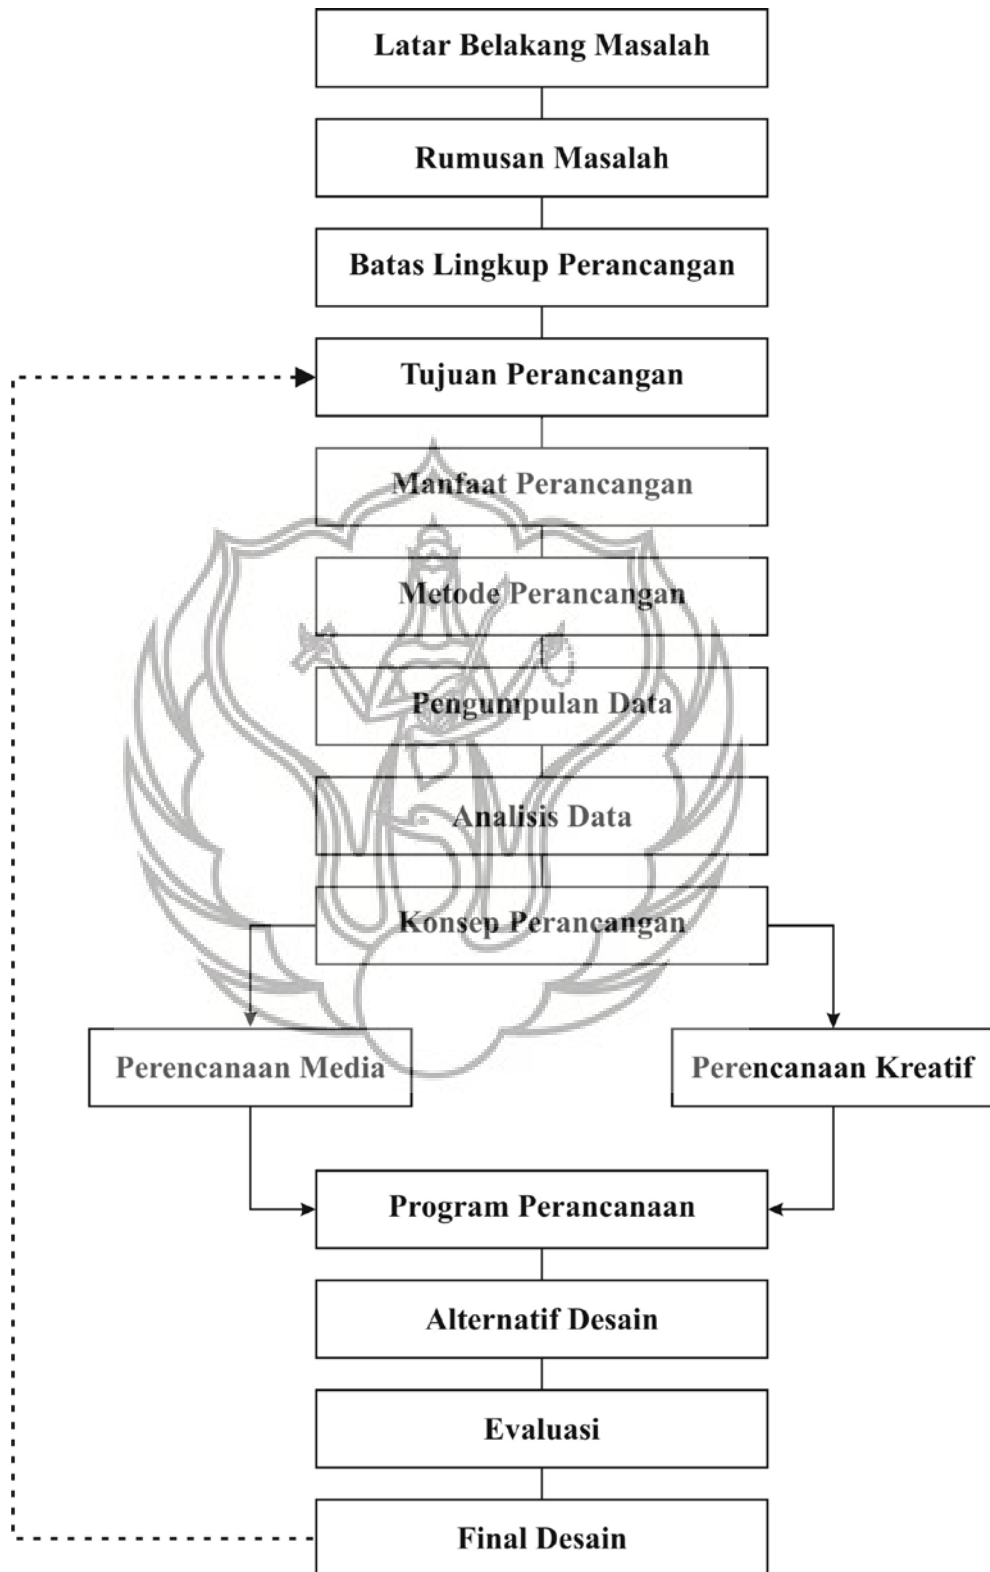 Latar Belakang Masalah
Rumusan Masalah
Batas Lingkup Perancangan
Tujuan Perancangan
Manfaat Perancangan
Metode Perancangan
Pengumpulan Data
Analisis Data
Konsep Perancangan
Perencanaan Media
Perencanaan Kreatif
Program Perancanaan
Alternatif Desain
Evaluasi
Final Desain